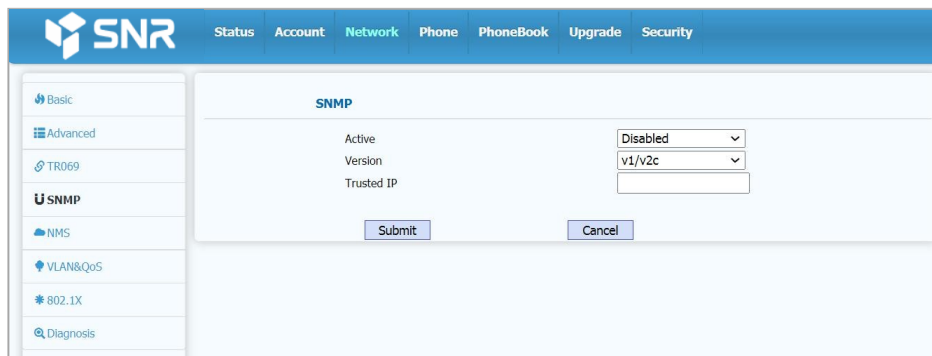 SNR Status Account Network Phone PhoneBook Upgrade Security
Basic
Advanced
TR069
SNMP
NMS
VLAN&QoS
802.1X
Diagnosis
SNMP
Active Disabled
Version v1/v2c
Trusted IP
Submit Cancel